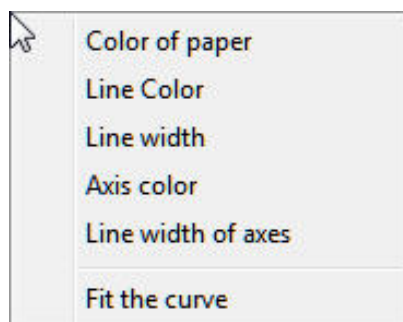 Color of paper
Line Color
Line width
Axis color
Line width of axes
Fit the curve